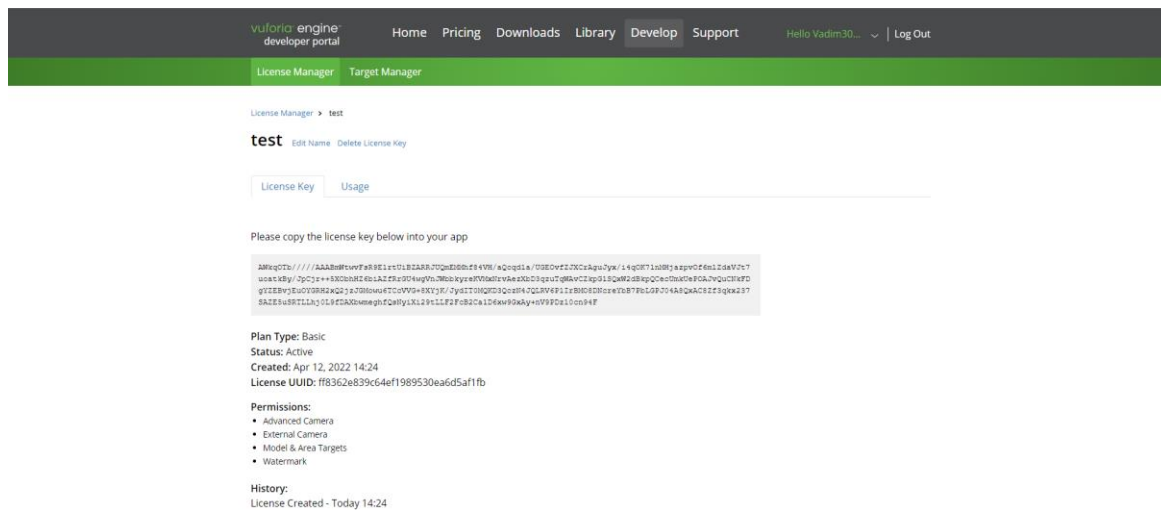 vuforia engine™
developer portal
Home Pricing Downloads Library Develop Support Hello Vadim30... | Log Out
License Manager Target Manager
License Manager > test
test Edit Name Delete License Key
License Key Usage
Please copy the license key below into your app
Plan Type: Basic
Status: Active
Created: Apr 12, 2022 14:24
License UUID: ff8362e839c64ef1989530ea6d5af1fb
Permissions:
• Advanced Camera
• External Camera
• Model & Area Targets
• Watermark
History:
License Created - Today 14:24